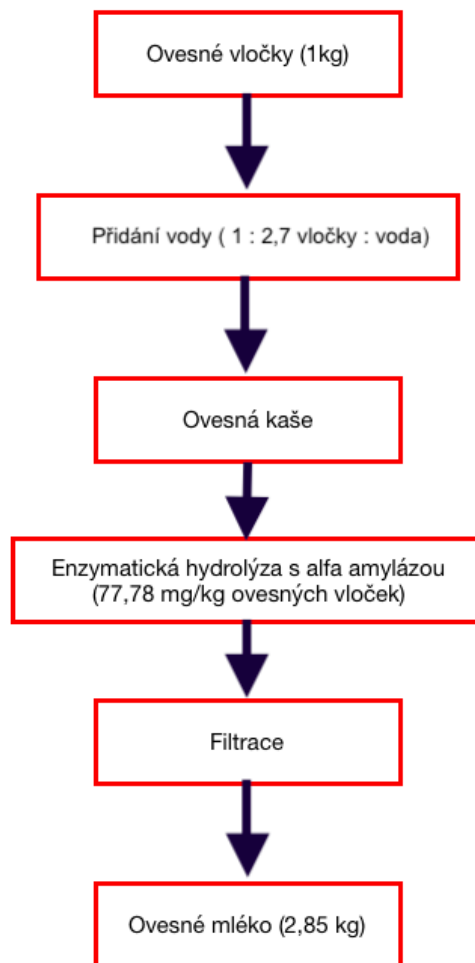 Ovesné vločky (1kg)
Přidání vody ( 1 : 2,7 vločky : voda)
Ovesná kaše
Enzymatická hydrolýza s alfa amylázou
(77,78 mg/kg ovesných vloček)
Filtrace
Ovesné mléko (2,85 kg)